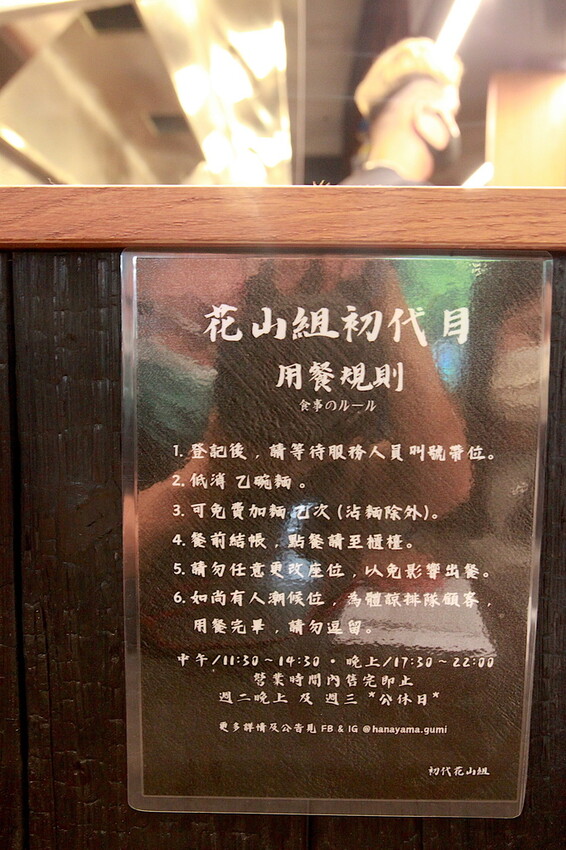 花山組初代目
用餐規則
食事のルール
1. 登記後，請等待服務人員叫號帶位。
2. 低消 乙碗麵。
3. 可免費加麵 乙次 (沾麵除外)。
4. 餐前結帳，點餐請至櫃檯。
5. 請勿任意更改座位，以免影響出餐。
6. 如尚有人潮候位，為體諒排隊顧客，
用餐完畢，請勿逗留。
中午/11:30~14:30 • 晚上/17:30~22:00
營業時間內售完即止
週二晚上 及 週三 *公休日*
更多詳情及公告見 FB & IG @hanayama.gumi
初代花山組